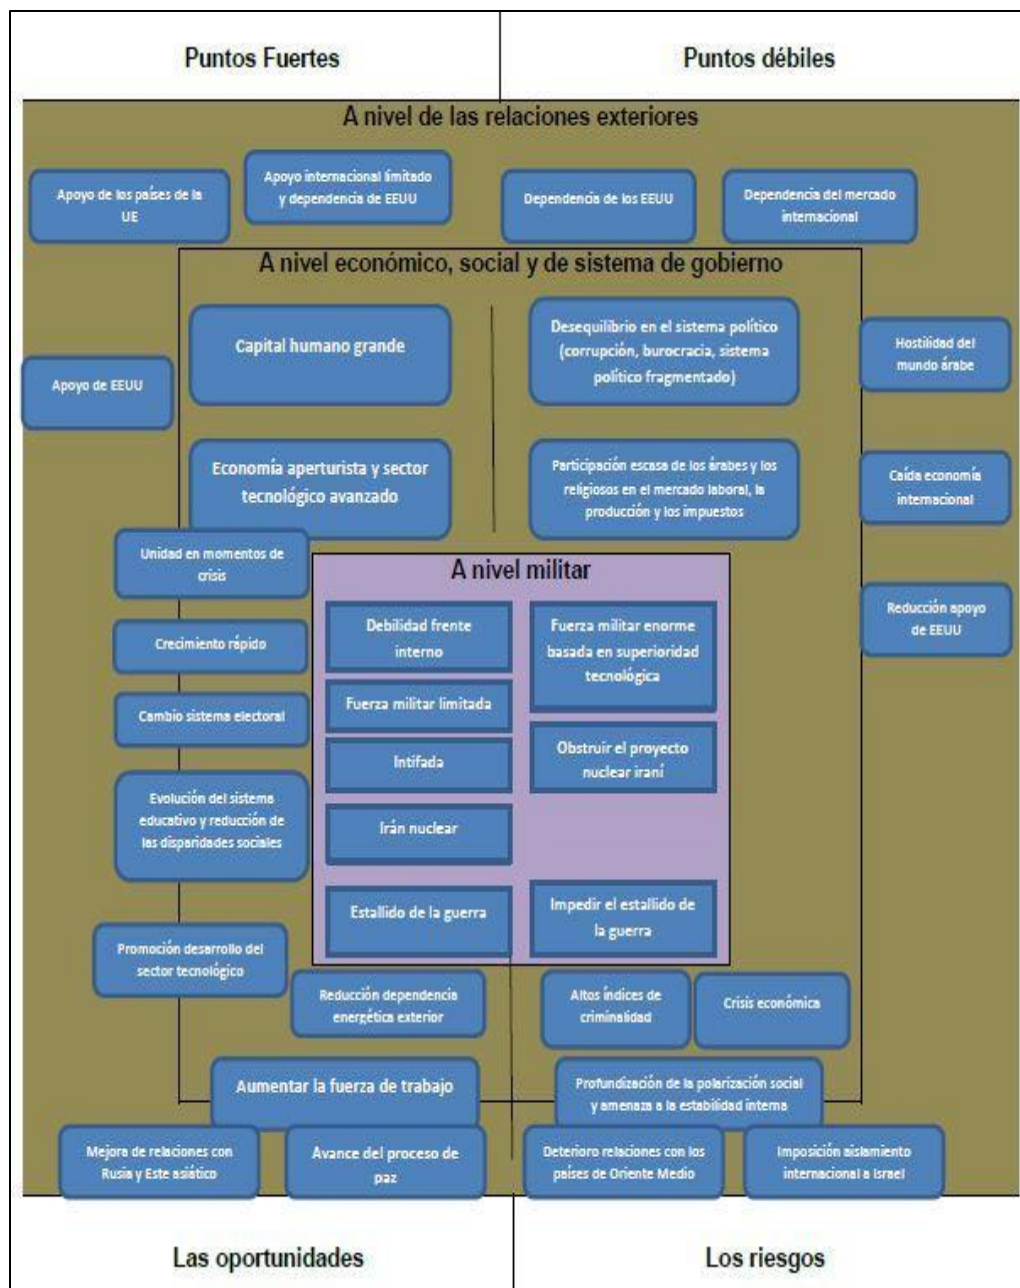 Puntos Fuertes
Puntos débiles
A nivel de las relaciones exteriores
Apoyo de los países de la
UE
Apoyo internacional limitado
y dependencia de EEUU
Dependencia de los EEUU
Dependencia del mercado
internacional
A nivel económico, social y de sistema de gobierno
Capital humano grande
Desequilibrio en el sistema político
(corrupción, burocracia, sistema
político fragmentado)
Hostilidad del
mundo árabe
Apoyo de EEUU
Economía aperturista y sector
tecnológico avanzado
Participación escasa de los árabes y los
religiosos en el mercado laboral, la
producción y los impuestos
Caída economía
internacional
Unidad en momentos de
crisis
A nivel militar
Debilidad frente
interno
Fuerza militar enorme
basada en superioridad
tecnológica
Reducción apoyo
de EEUU
Crecimiento rápido
Fuerza militar limitada
Cambio sistema electoral
Intifada
Obstruir el proyecto
nuclear iraní
Evolución del sistema
educativo y reducción de
las disparidades sociales
Irán nuclear
Estallido de la guerra
Impedir el estallido de
la guerra
Promoción desarrollo del
sector tecnológico
Reducción dependencia
energética exterior
Altos índices de
criminalidad
Crisis económica
Aumentar la fuerza de trabajo
Profundización de la polarización social
y amenaza a la estabilidad interna
Mejora de relaciones con
Rusia y Este asiático
Avance del proceso de
paz
Deterioro relaciones con los
países de Oriente Medio
Imposición aislamiento
internacional a Israel
Las oportunidades
Los riesgos